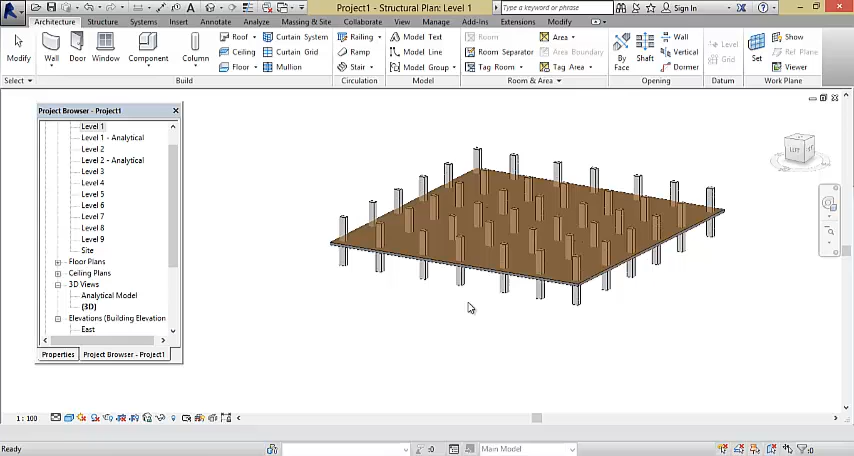 Project1 - Structural Plan: Level 1
Type a keyword or phrase
Sign In
Architecture Structure Systems Insert Annotate Analyze Massing & Site Collaborate View Manage Add-Ins Extensions Modify
Modify Wall Door Window Component Column Roof Curtain System Railing Model Text Room Area By Face Shaft Wall Level Set Show
Ceiling Curtain Grid Ramp Model Line Room Separator Area Boundary Vertical Grid Ref Plane
Floor Mullion Stair Model Group Tag Room Tag Area Dormer Viewer
Select Build Circulation Model Room & Area Opening Datum Work Plane
Project Browser - Project1
Level 1
Level 1 - Analytical
Level 2
Level 2 - Analytical
Level 3
Level 4
Level 5
Level 6
Level 7
Level 8
Level 9
Site
Floor Plans
Ceiling Plans
3D Views
Analytical Model
{3D}
Elevations (Building Elevation
East
Properties Project Browser - Project1
LEFT
1 : 100
Ready
:0
Main Model
:0